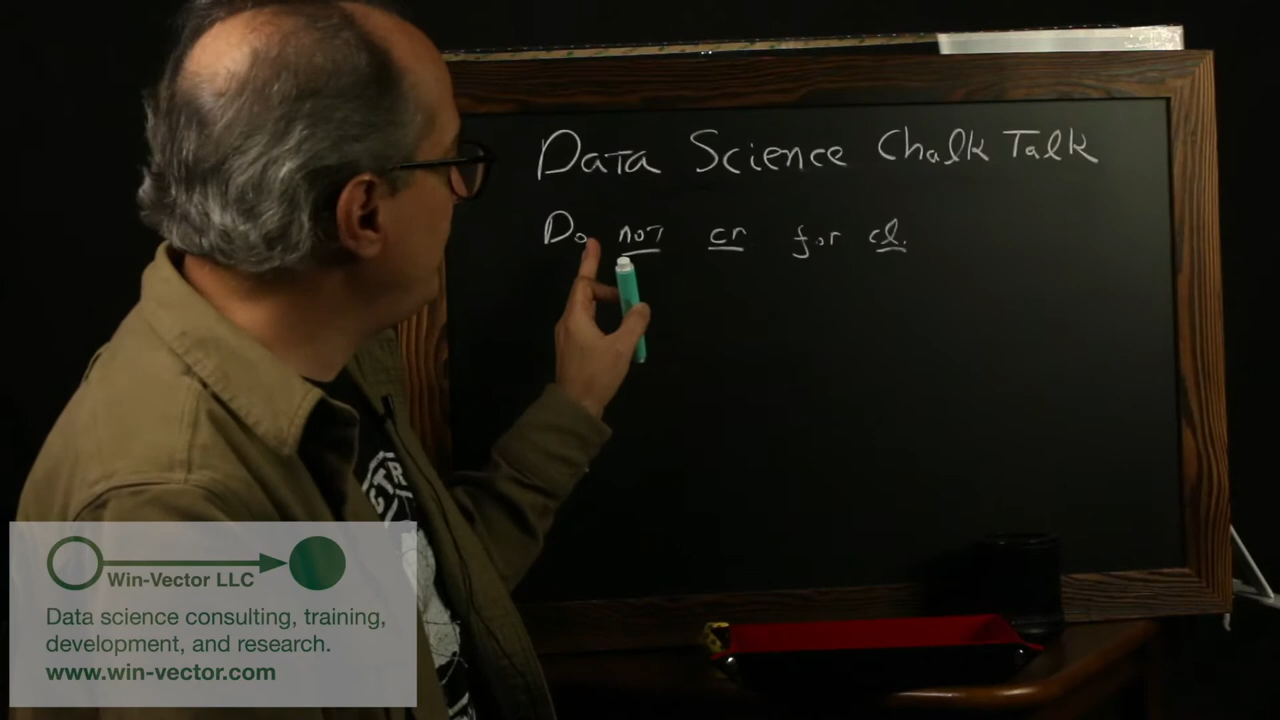 Data Science Chalk Talk
Do not cr for cl.
CTR
Win-Vector LLC
Data science consulting, training,
development, and research.
www.win-vector.com